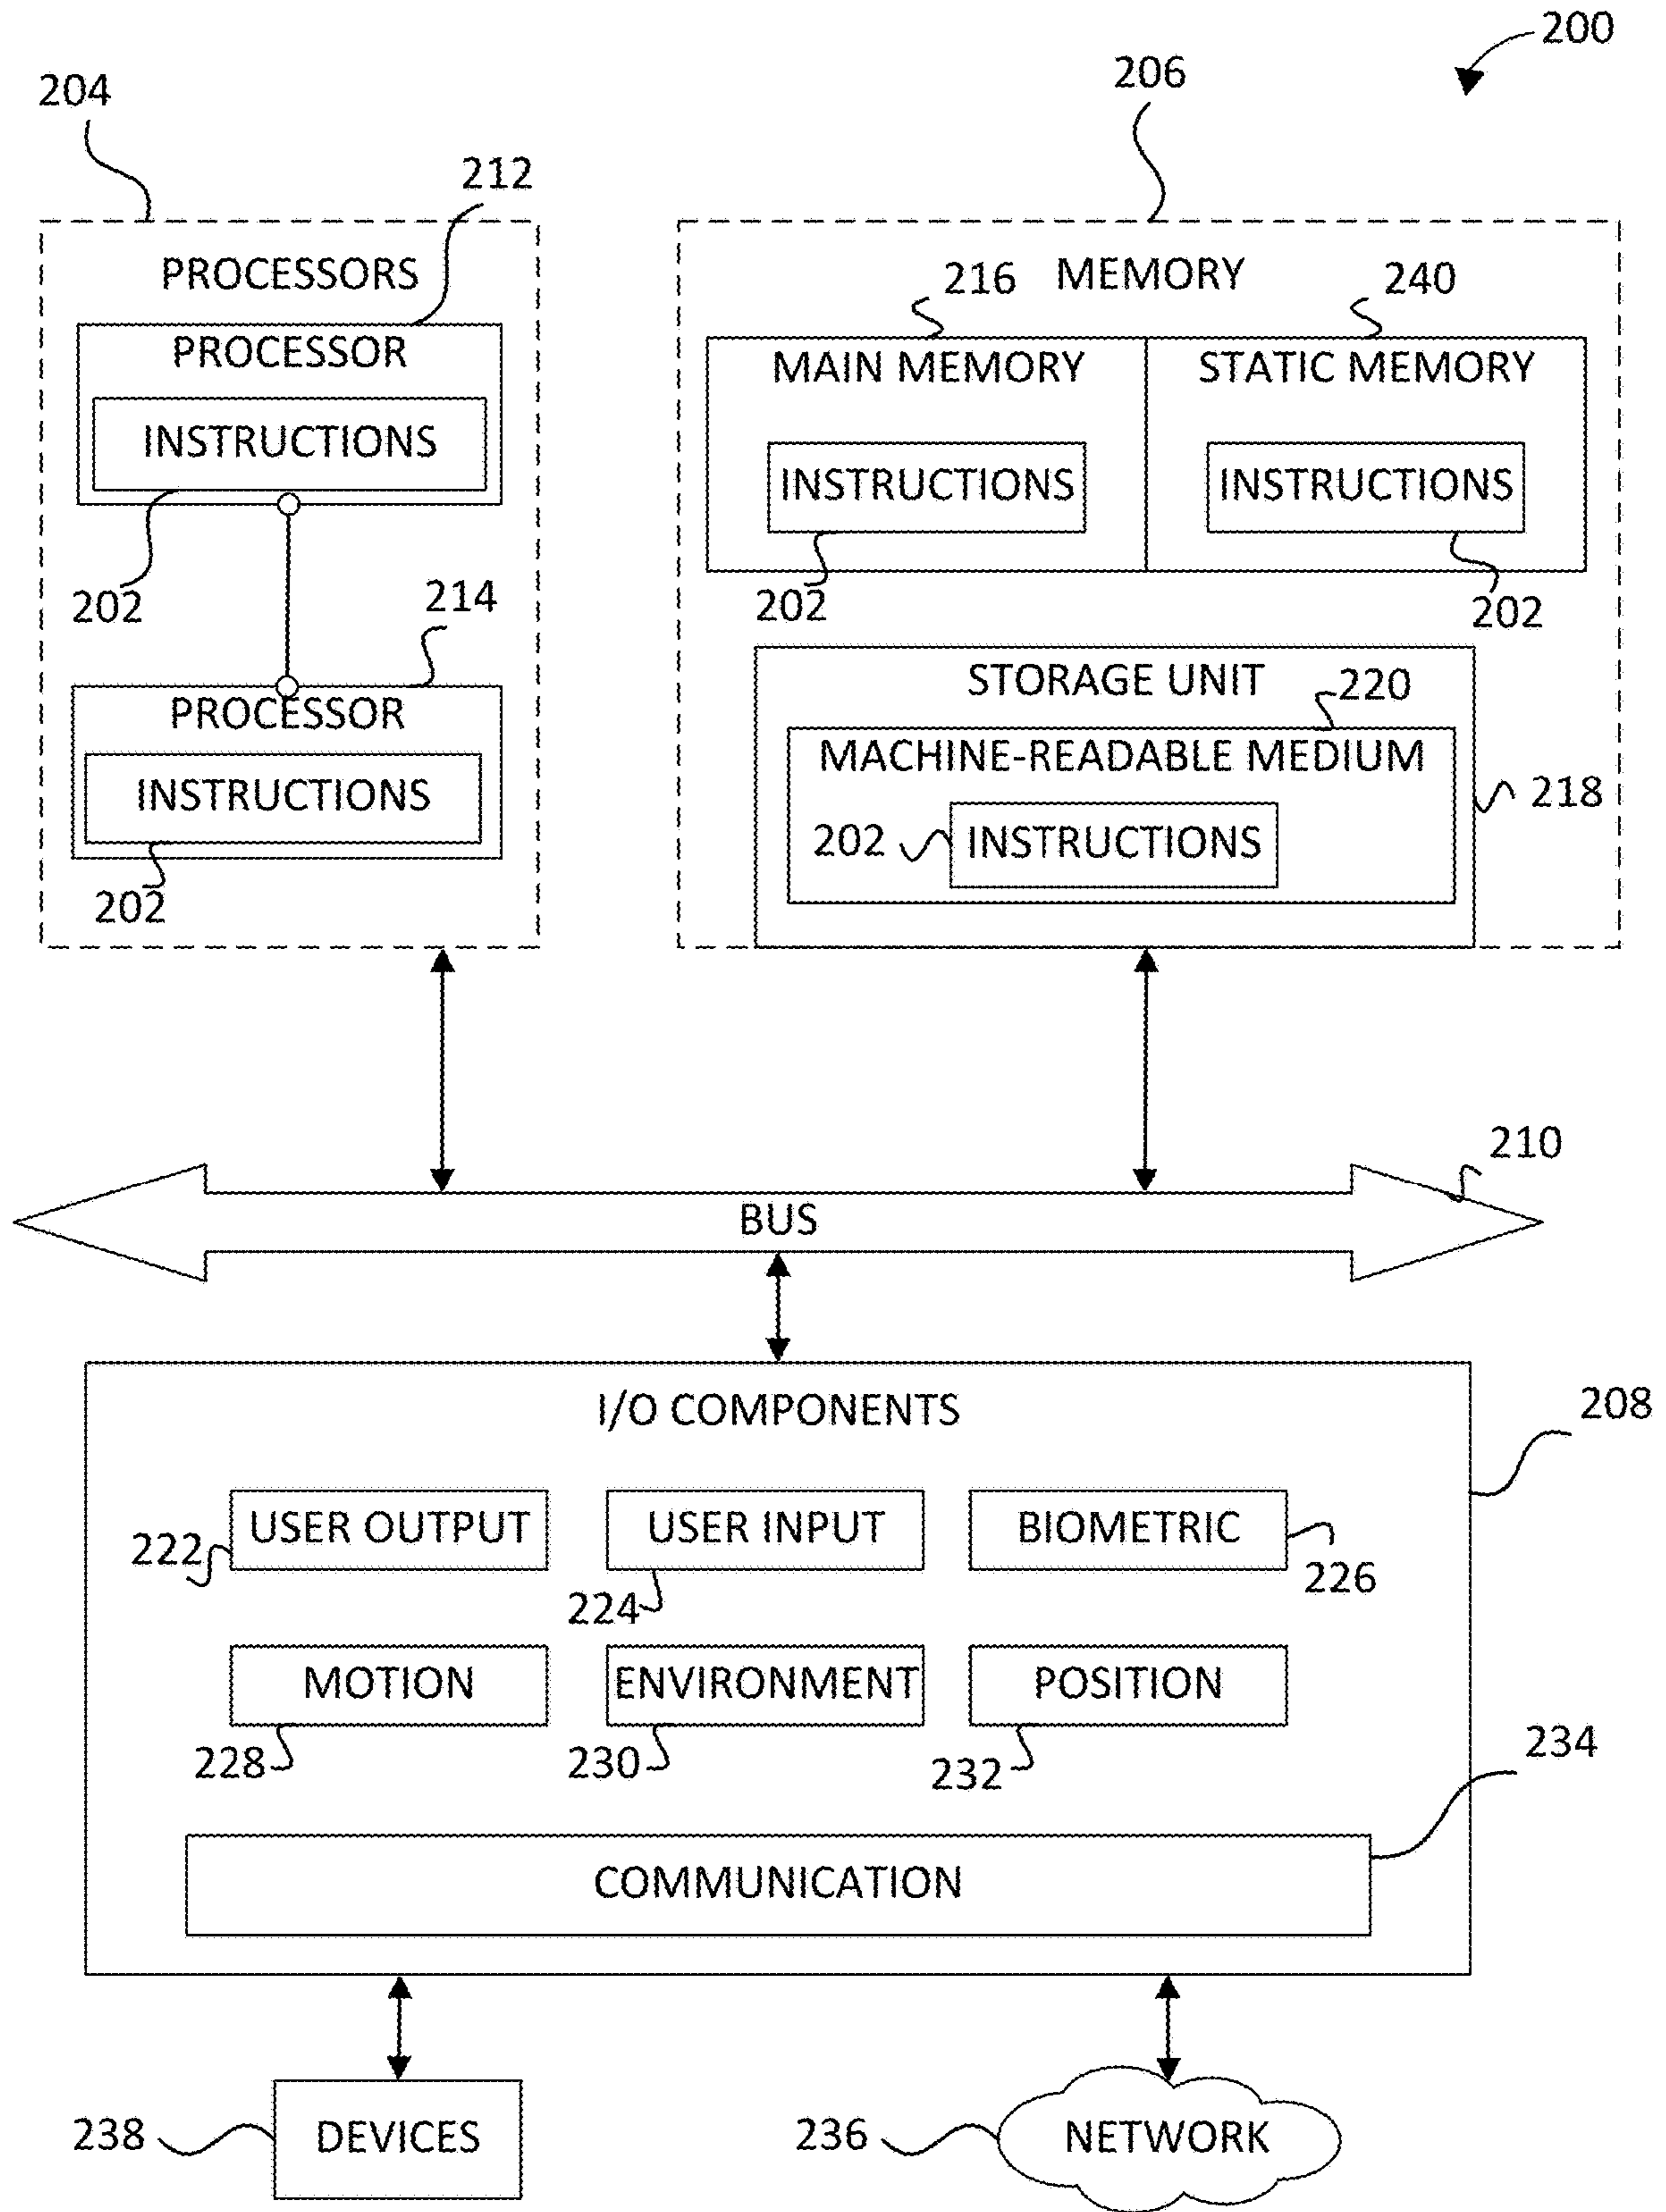 200
204
206
212
PROCESSORS
PROCESSOR
INSTRUCTIONS
202
214
PROCESSOR
INSTRUCTIONS
202
216 MEMORY 240
MAIN MEMORY STATIC MEMORY
INSTRUCTIONS INSTRUCTIONS
202 202
STORAGE UNIT
220
MACHINE-READABLE MEDIUM
218
202 INSTRUCTIONS
210
BUS
I/O COMPONENTS
208
USER OUTPUT USER INPUT BIOMETRIC
222 224 226
MOTION ENVIRONMENT POSITION
228 230 232
234
COMMUNICATION
238 DEVICES
236 NETWORK